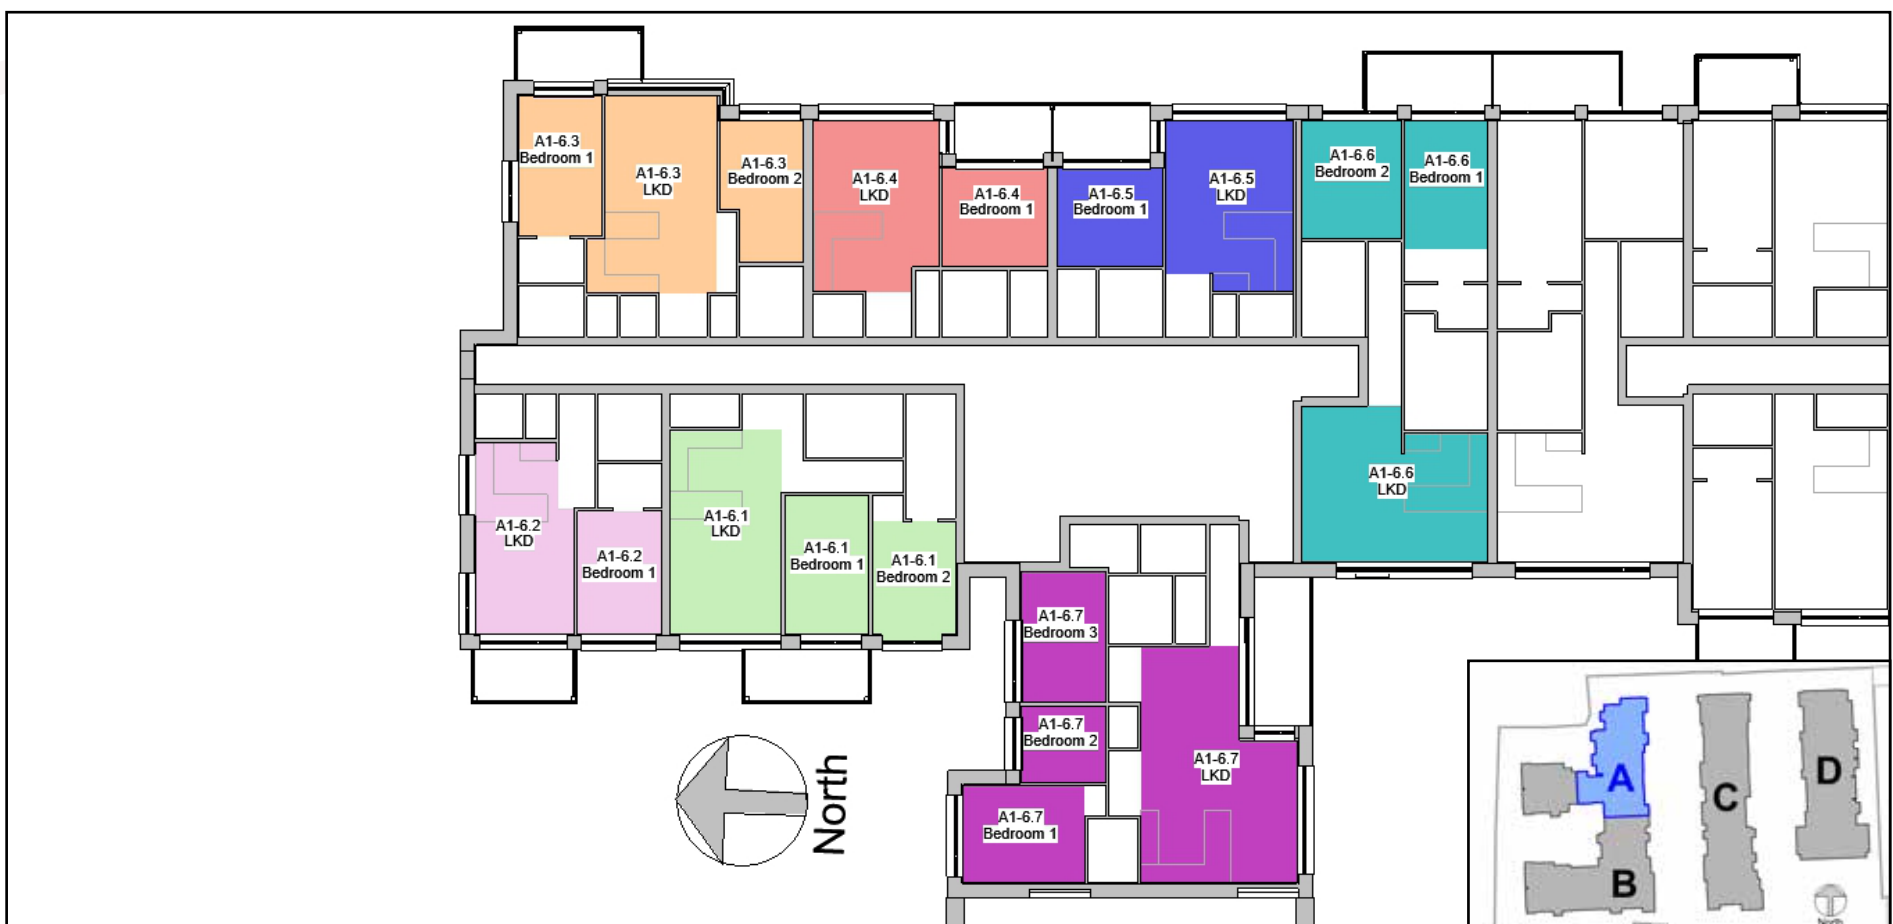 A1-6.3
Bedroom 1
A1-6.3
LKD
A1-6.3
Bedroom 2
A1-6.4
LKD
A1-6.4
Bedroom 1
A1-6.5
Bedroom 1
A1-6.5
LKD
A1-6.6
Bedroom 2
A1-6.6
Bedroom 1
A1-6.6
LKD
A1-6.2
LKD
A1-6.2
Bedroom 1
A1-6.1
LKD
A1-6.1
Bedroom 1
A1-6.1
Bedroom 2
A1-6.7
Bedroom 3
A1-6.7
Bedroom 2
A1-6.7
LKD
A1-6.7
Bedroom 1
North
A
B
C
D
North